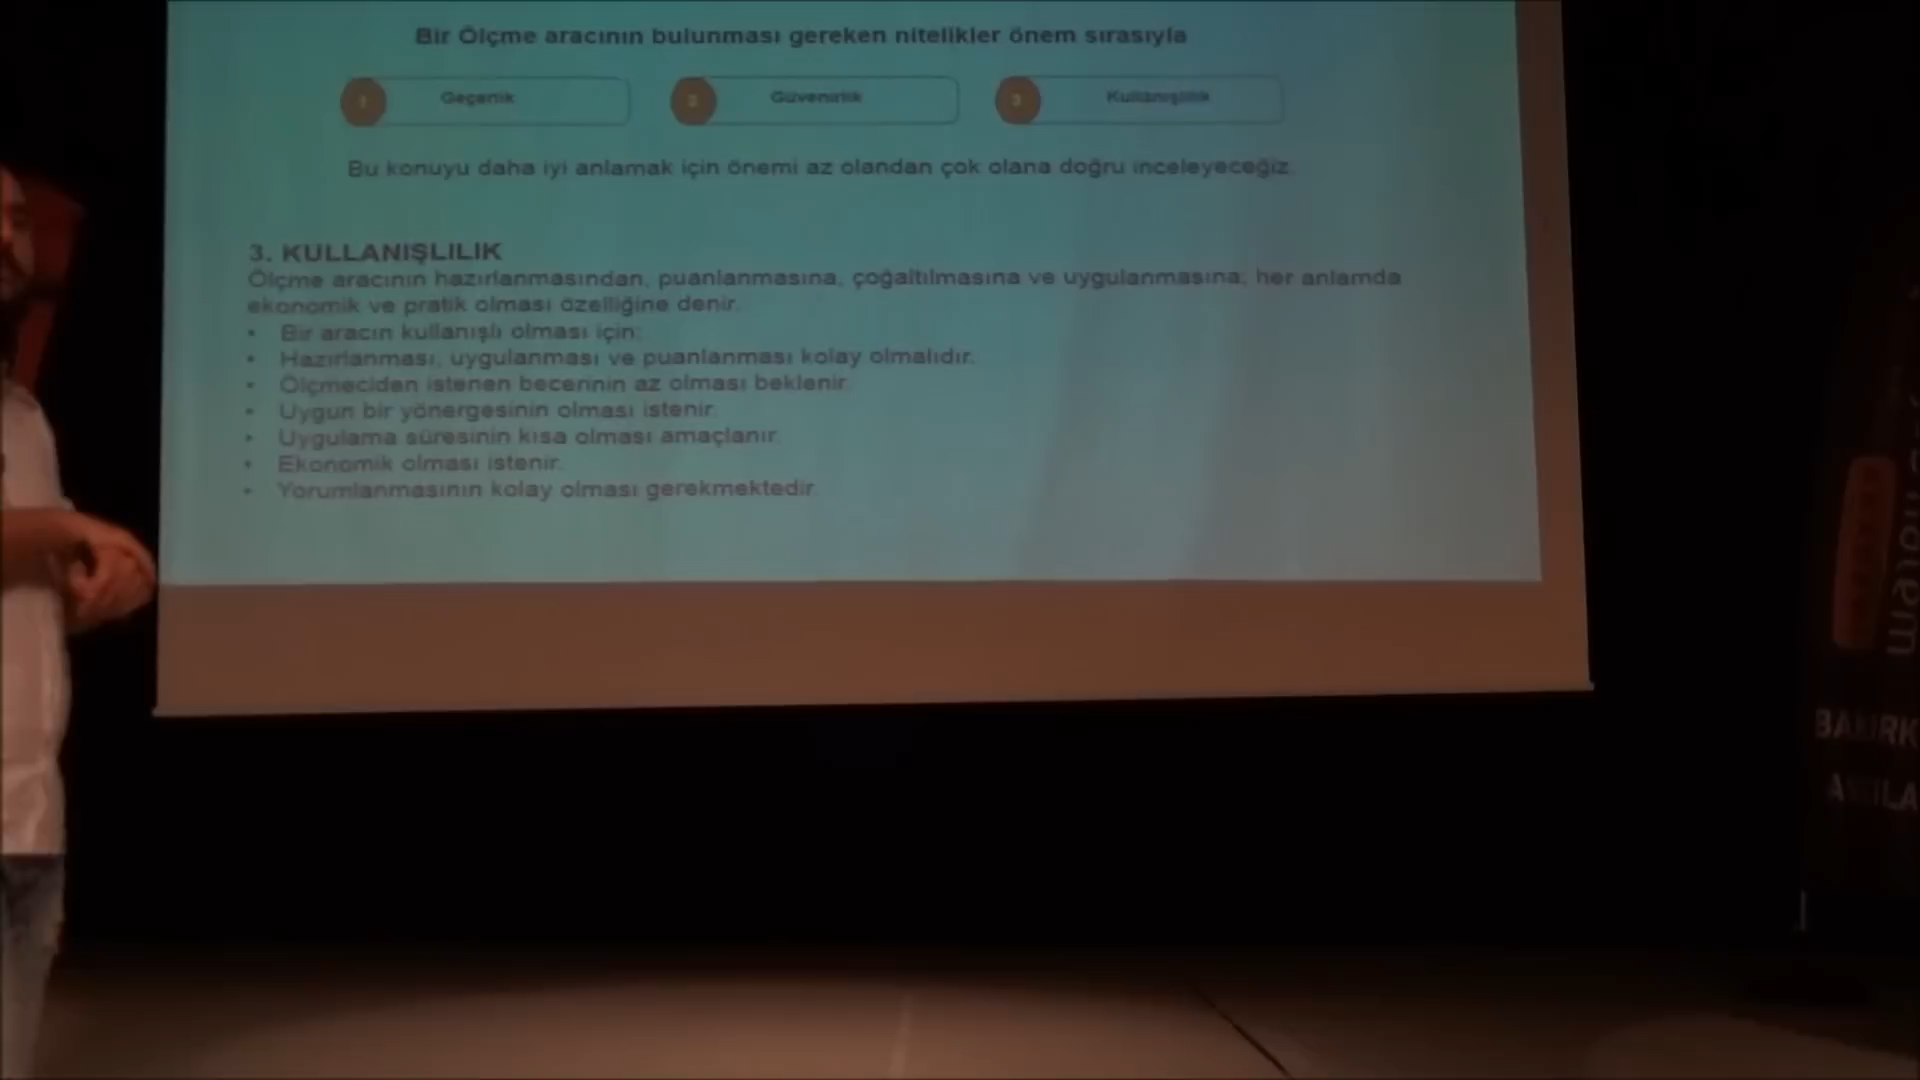 Bir Ölçme aracının bulunması gereken nitelikler önem sırasıyla
1 Geçerlik
2 Güvenirlik
3 Kullanışlılık
Bu konuyu daha iyi anlamak için önemi az olandan çok olana doğru inceleyeceğiz.
3. KULLANIŞLILIK
Ölçme aracının hazırlanmasından, puanlanmasına, çoğaltılmasına ve uygulanmasına; her anlamda
ekonomik ve pratik olması özelliğine denir.
• Bir aracın kullanışlı olması için:
• Hazırlanması, uygulanması ve puanlanması kolay olmalıdır.
• Ölçmeciden istenen becerinin az olması beklenir.
• Uygun bir yönergesinin olması istenir.
• Uygulama süresinin kısa olması amaçlanır.
• Ekonomik olması istenir.
• Yorumlanmasının kolay olması gerekmektedir.